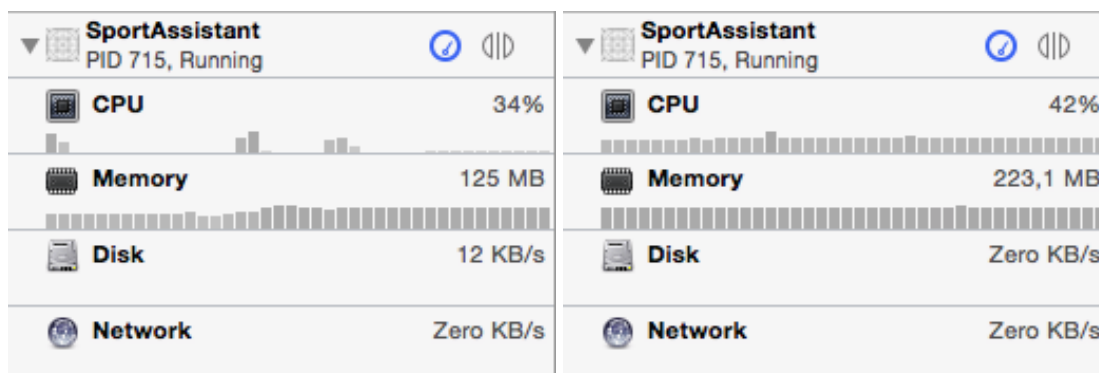 SportAssistant
PID 715, Running
CPU 34%
Memory 125 MB
Disk 12 KB/s
Network Zero KB/s
SportAssistant
PID 715, Running
CPU 42%
Memory 223,1 MB
Disk Zero KB/s
Network Zero KB/s